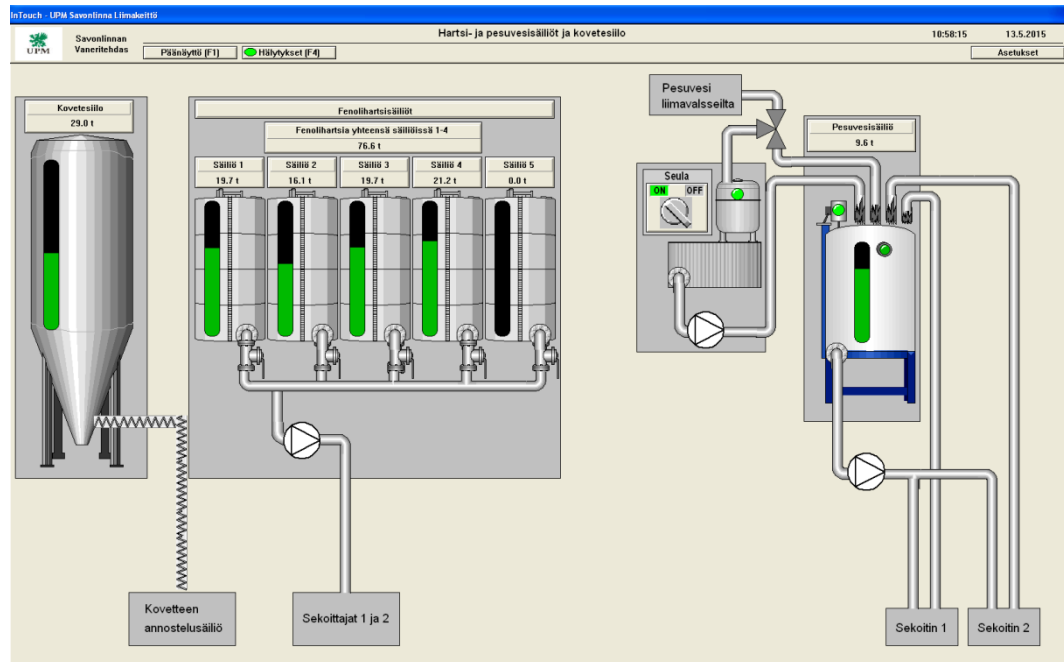 InTouch - UPM Savonlinna Liimakeittö
UPM
Savonlinnan
Vaneritehdas
Hartsi- ja pesuvesisäiliöt ja kovetesiilo
10:58:15
13.5.2015
Päänäyttö (F1)
Hälytykset (F4)
Asetukset
Kovetesiilo
29.0 t
Fenolihartsisäiliöt
Fenolihartsia yhteensä säiliöissä 1-4
76.6 t
Säiliö 1
Säiliö 2
Säiliö 3
Säiliö 4
Säiliö 5
19.7 t
16.1 t
19.7 t
21.2 t
0.0 t
Pesuvesi
liimavalsseilta
Seula
ON OFF
Pesuvesisäiliö
9.6 t
Kovetteen
annostelusäiliö
Sekoittajat 1 ja 2
Sekoitin 1
Sekoitin 2